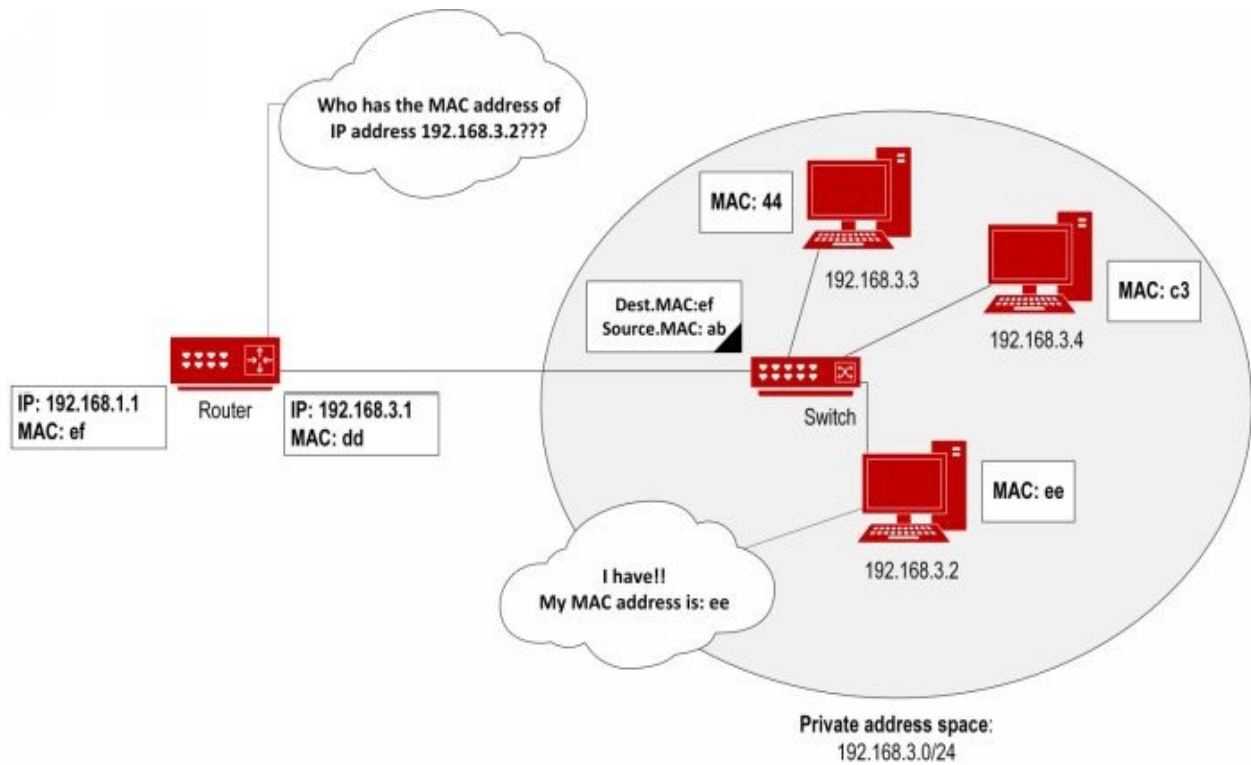 Who has the MAC address of
IP address 192.168.3.2???
MAC: 44
192.168.3.3
MAC: c3
192.168.3.4
Dest.MAC:ef
Source.MAC: ab
Switch
IP: 192.168.1.1
MAC: ef
Router
IP: 192.168.3.1
MAC: dd
MAC: ee
192.168.3.2
I have!!
My MAC address is: ee
Private address space:
192.168.3.0/24